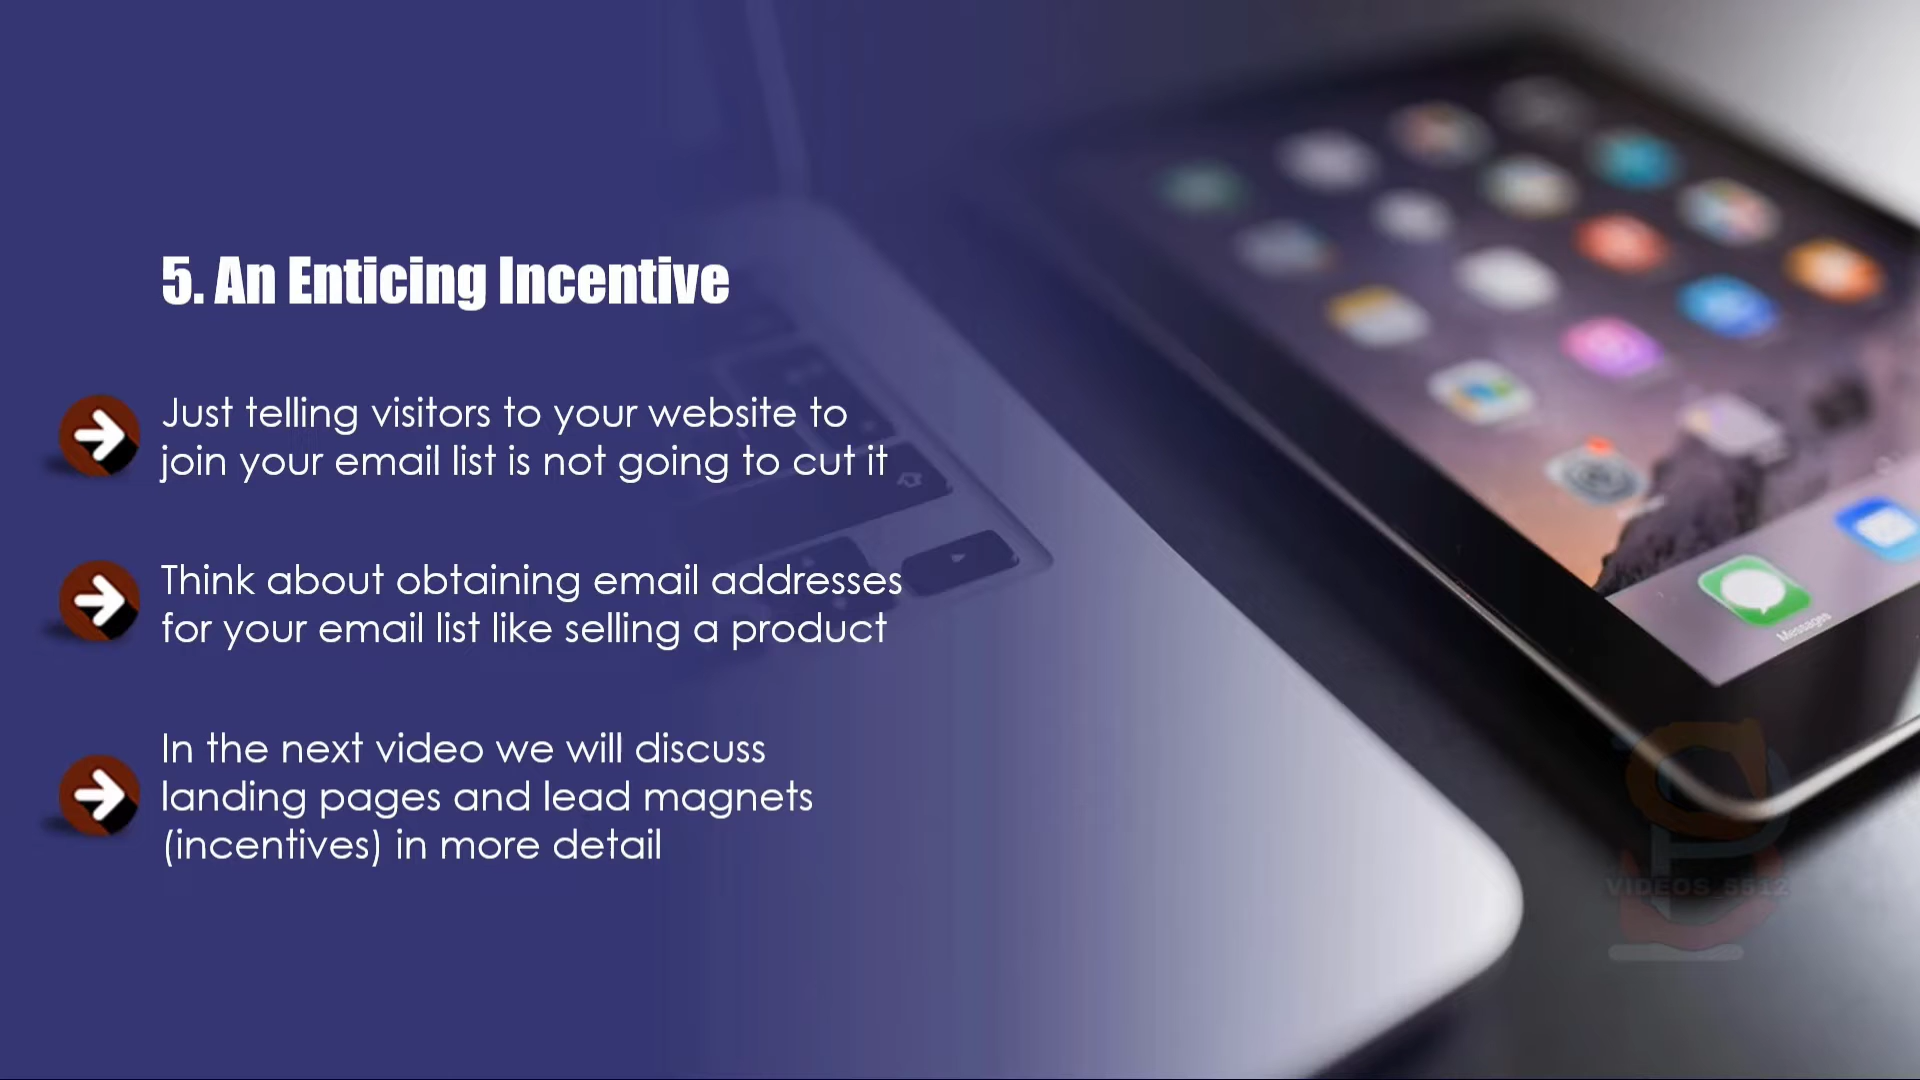 5. An Enticing Incentive
Just telling visitors to your website to
join your email list is not going to cut it
Think about obtaining email addresses
for your email list like selling a product
In the next video we will discuss
landing pages and lead magnets
(incentives) in more detail
Messages
VIDEOS_5512